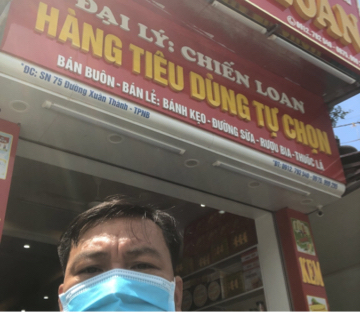 LOAN
ĐẠI LÝ: CHIẾN LOAN
HÀNG TIÊU DÙNG TỰ CHỌN
BÁN BUÔN - BÁN LẺ: BÁNH KẸO - ĐƯỜNG SỮA - RƯỢU BIA - THUỐC LÁ
ĐC: SN 75 Đường Xuân Thành - TPNB
KEM